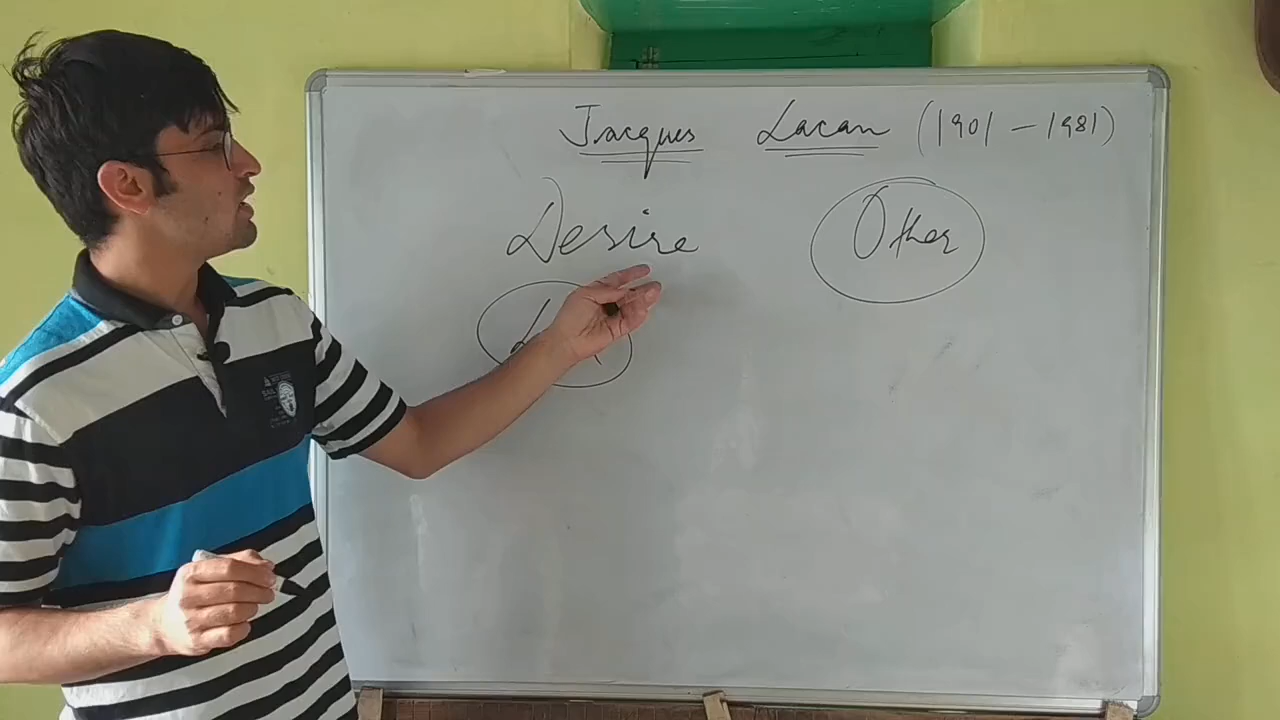 Jacques Lacan (1901 - 1981)
Desire Other